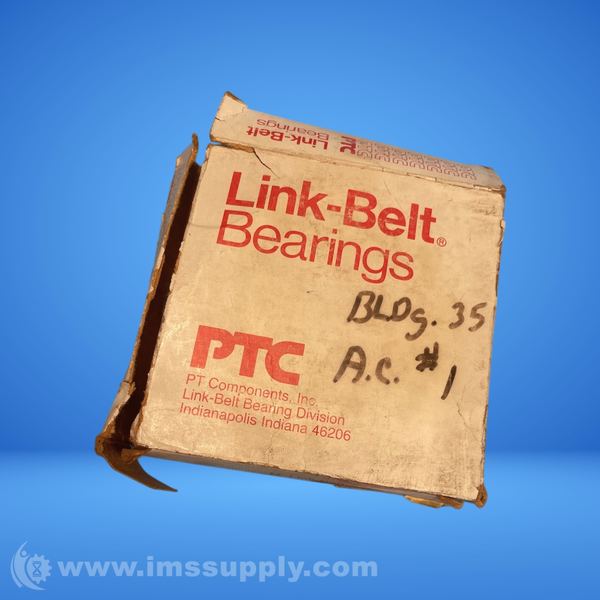 Link-Belt
Bearings
PTC
Link-Belt®
Bearings
BLDg. 35
A.C. #1
PTC
PT Components, Inc.
Link-Belt Bearing Division
Indianapolis Indiana 46206
www.imssupply.com